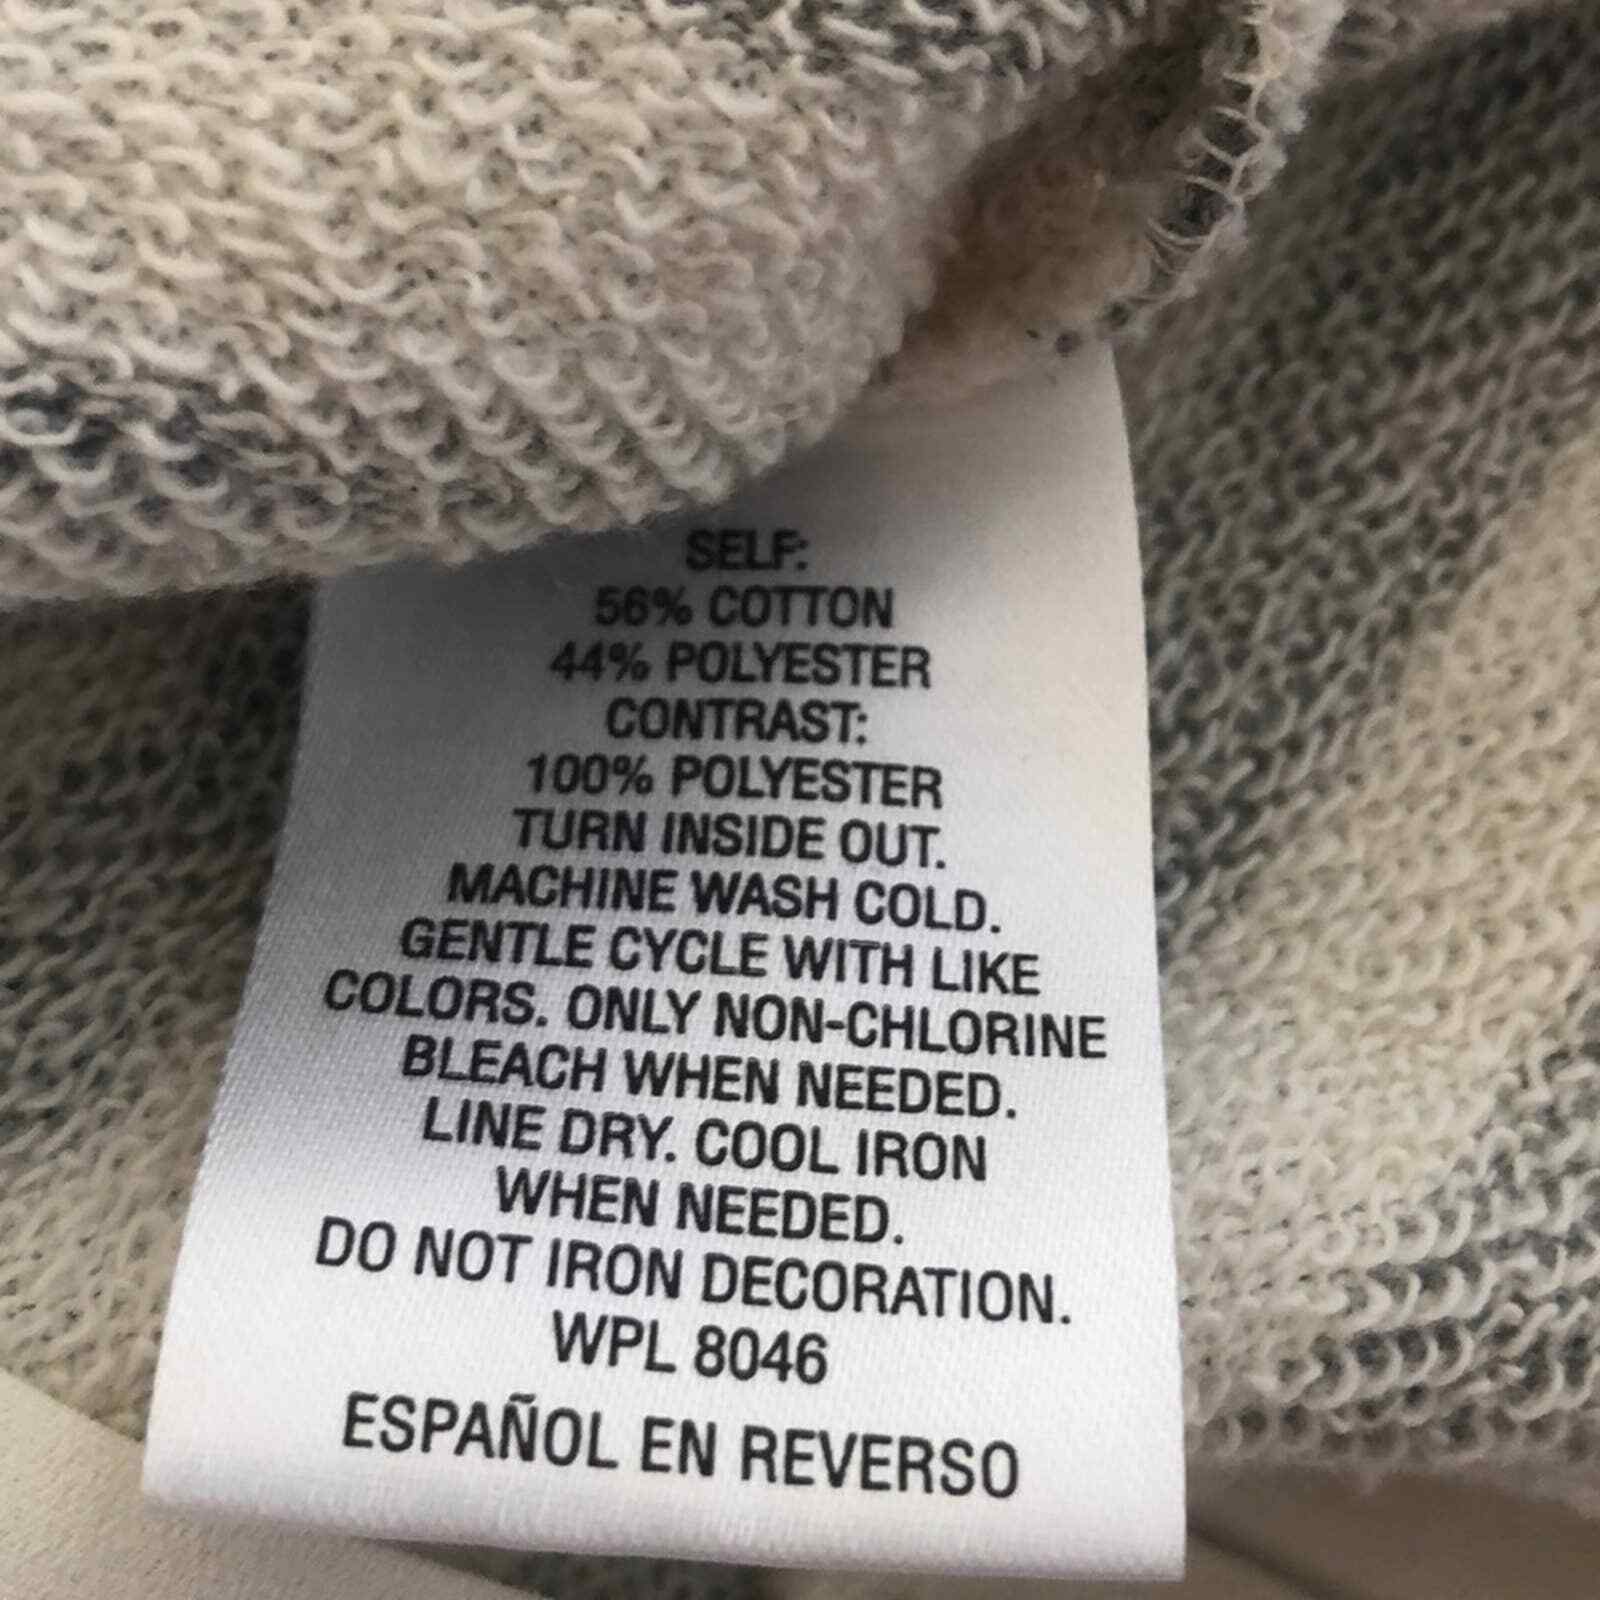 SELF:
56% COTTON
44% POLYESTER
CONTRAST:
100% POLYESTER
TURN INSIDE OUT.
MACHINE WASH COLD.
GENTLE CYCLE WITH LIKE
COLORS. ONLY NON-CHLORINE
BLEACH WHEN NEEDED.
LINE DRY. COOL IRON
WHEN NEEDED.
DO NOT IRON DECORATION.
WPL 8046
ESPAÑOL EN REVERSO